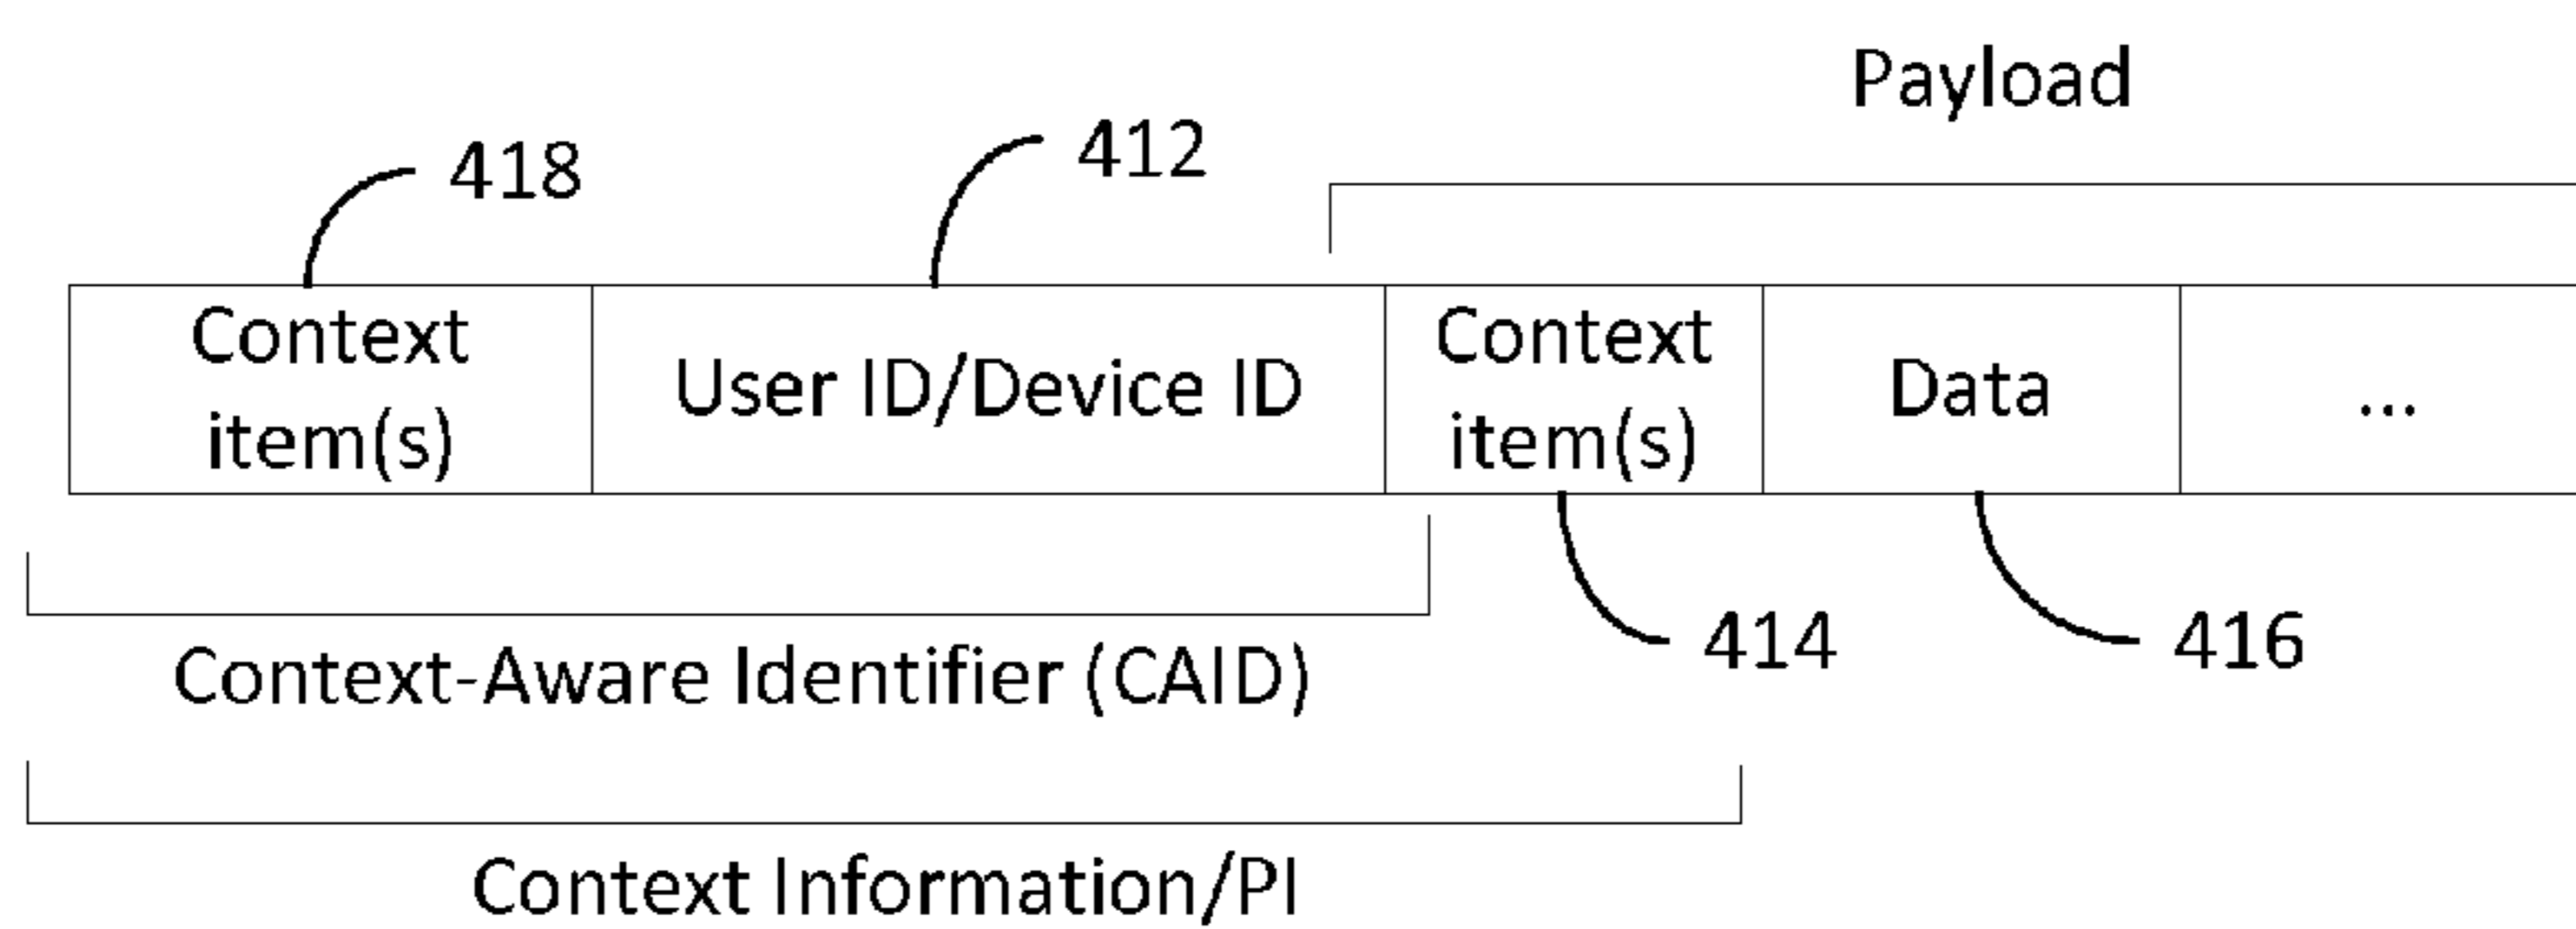 Payload
418
412
Context
item(s)
User ID/Device ID
Context
item(s)
Data
...
414
416
Context-Aware Identifier (CAID)
Context Information/PI